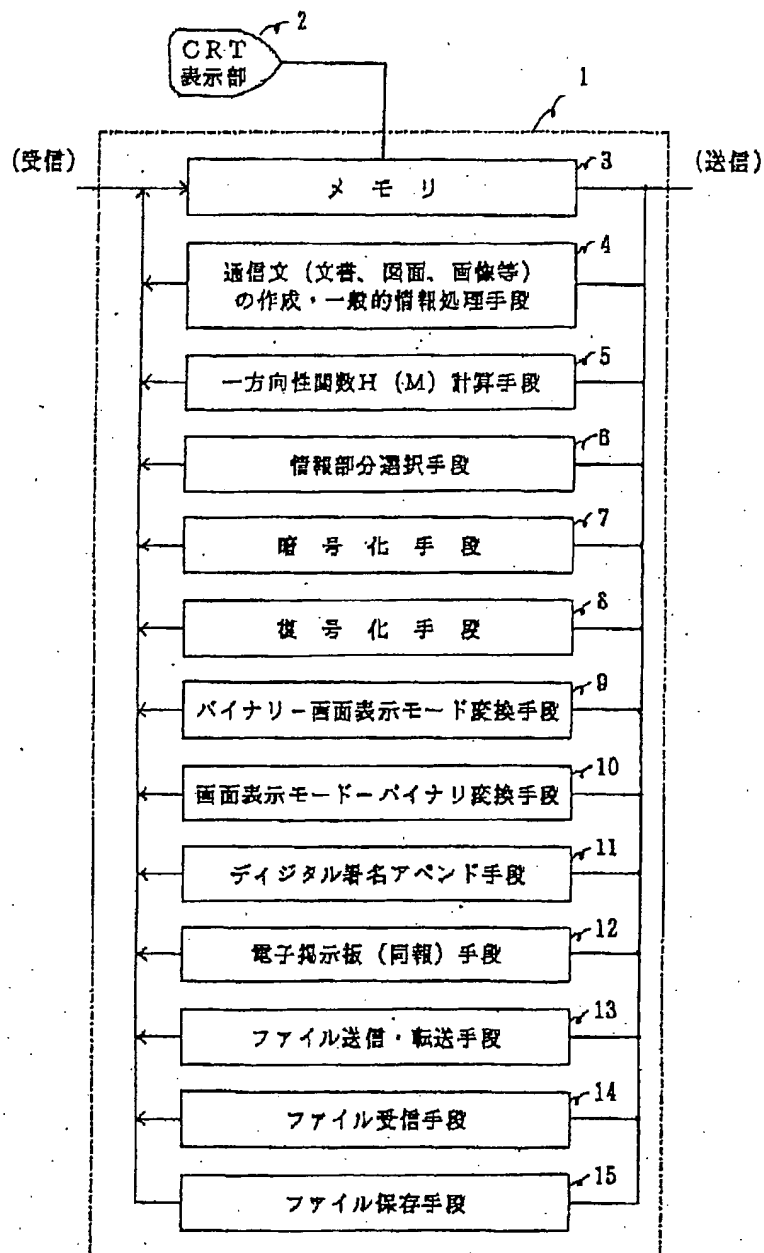 2
CRT
表示部
1
(受信)
(送信)
3
メモリ
4
通信文(文書、図面、画像等)
の作成・一般的情報処理手段
5
一方向性関数H(M)計算手段
6
情報部分選択手段
7
暗号化手段
8
復号化手段
9
バイナリー画面表示モード変換手段
10
画面表示モードーバイナリ変換手段
11
ディジタル署名アペンド手段
12
電子掲示板(同報)手段
13
ファイル送信・転送手段
14
ファイル受信手段
15
ファイル保存手段